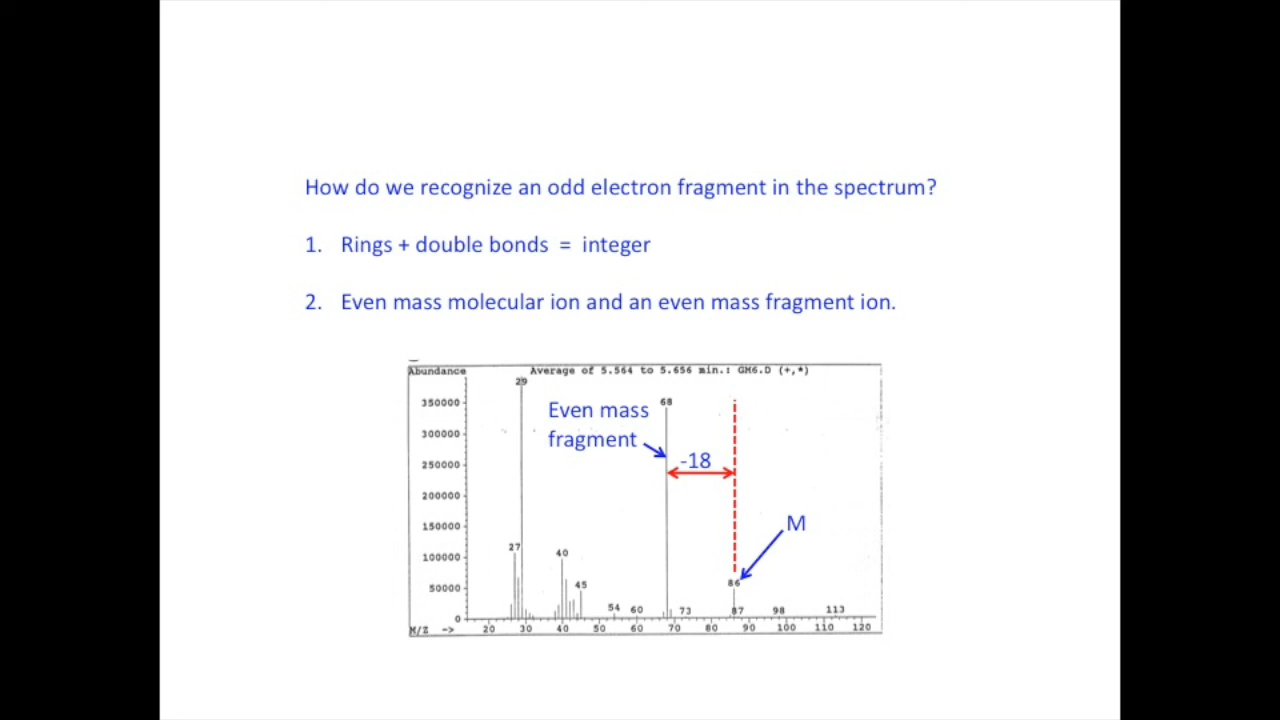 How do we recognize an odd electron fragment in the spectrum?
1. Rings + double bonds = integer
2. Even mass molecular ion and an even mass fragment ion.
Abundance
Average of 5.564 to 5.656 min.: GM6.D (+,*)
29
350000
300000
250000
200000
150000
100000
50000
0
Even mass
fragment
68
-18
M
27
40
45
54
60
73
86
87
98
113
M/Z ->
20 30 40 50 60 70 80 90 100 110 120